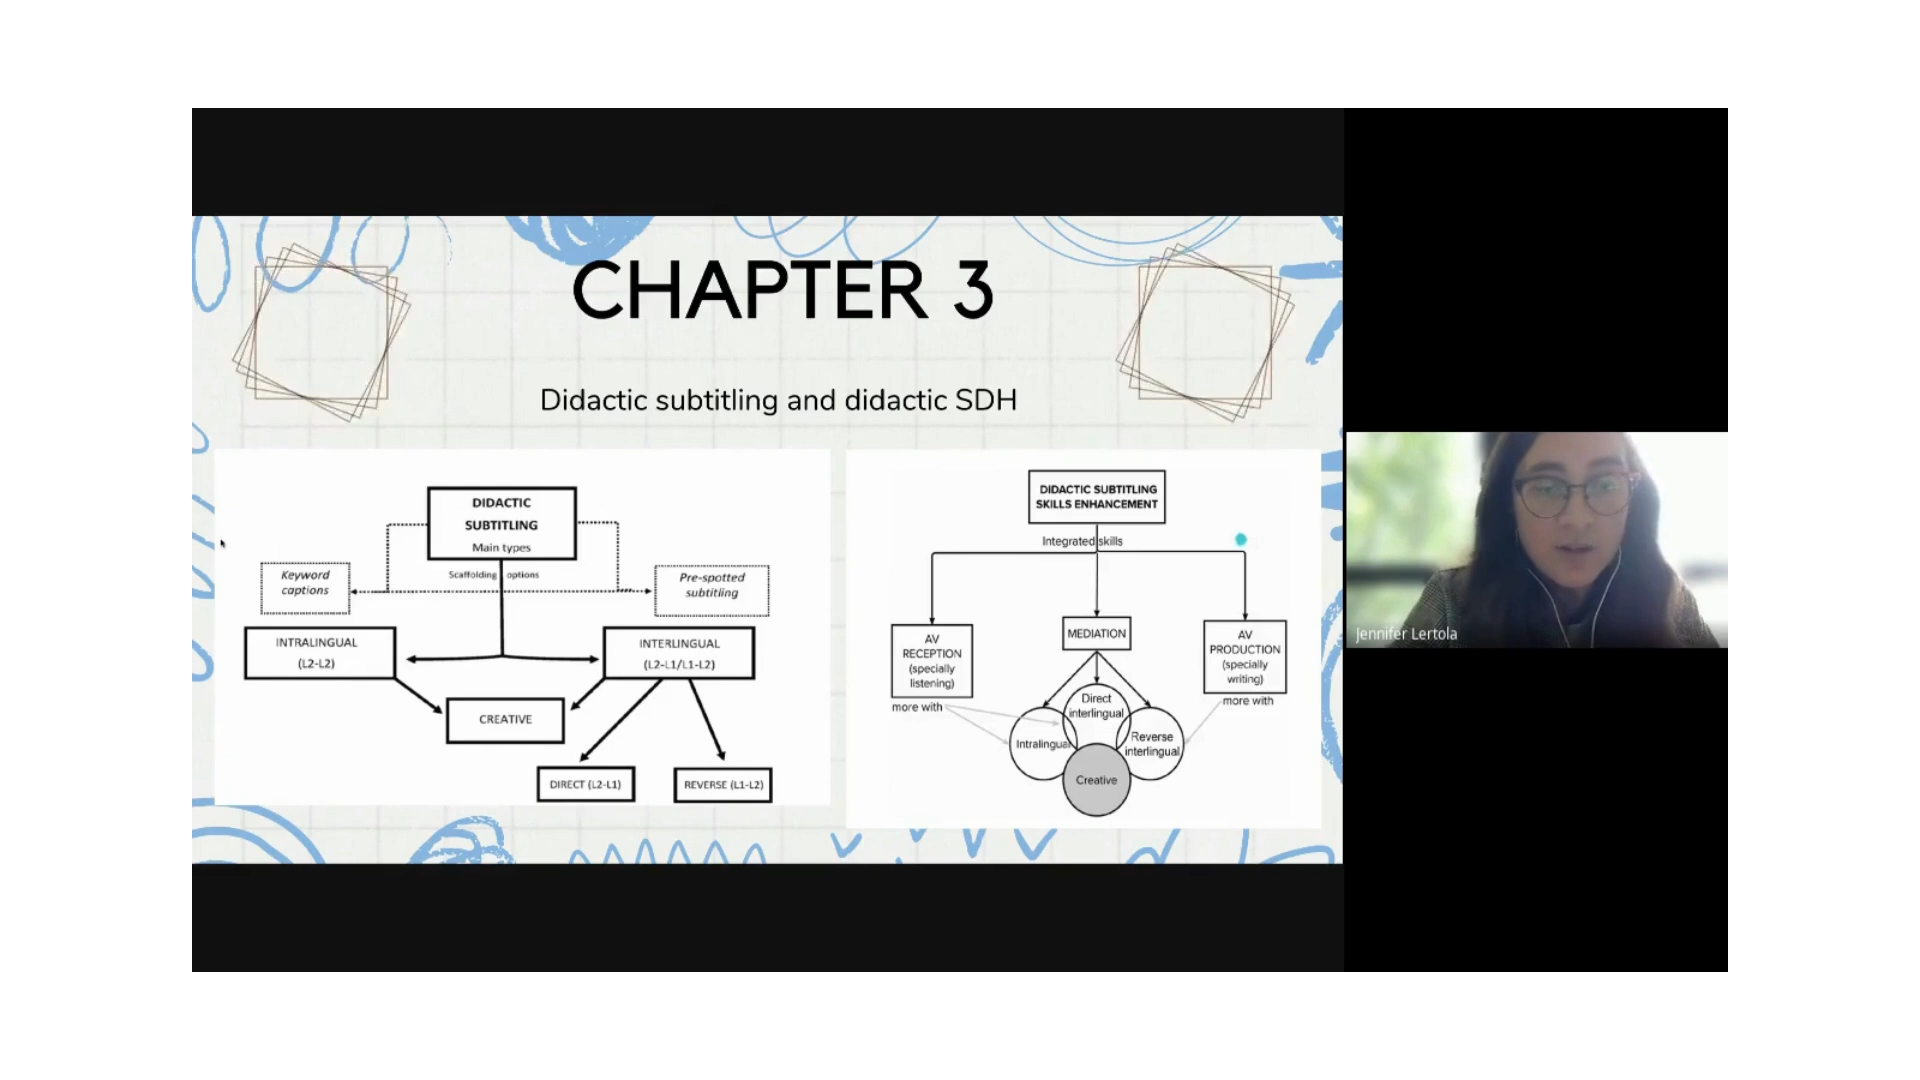 CHAPTER 3
Didactic subtitling and didactic SDH
DIDACTIC
SUBTITLING
Main types
Scaffolding options
Keyword
captions
Pre-spotted
subtitling
INTRALINGUAL
(L2-L2)
INTERLINGUAL
(L2-L1/L1-L2)
CREATIVE
DIRECT (L2-L1)
REVERSE (L1-L2)
DIDACTIC SUBTITLING
SKILLS ENHANCEMENT
Integrated skills
AV
RECEPTION
(specially
listening)
more with
MEDIATION
AV
PRODUCTION
(specially
writing)
more with
Direct
interlingual
Intralingual
Reverse
interlingual
Creative
Jennifer Lertola